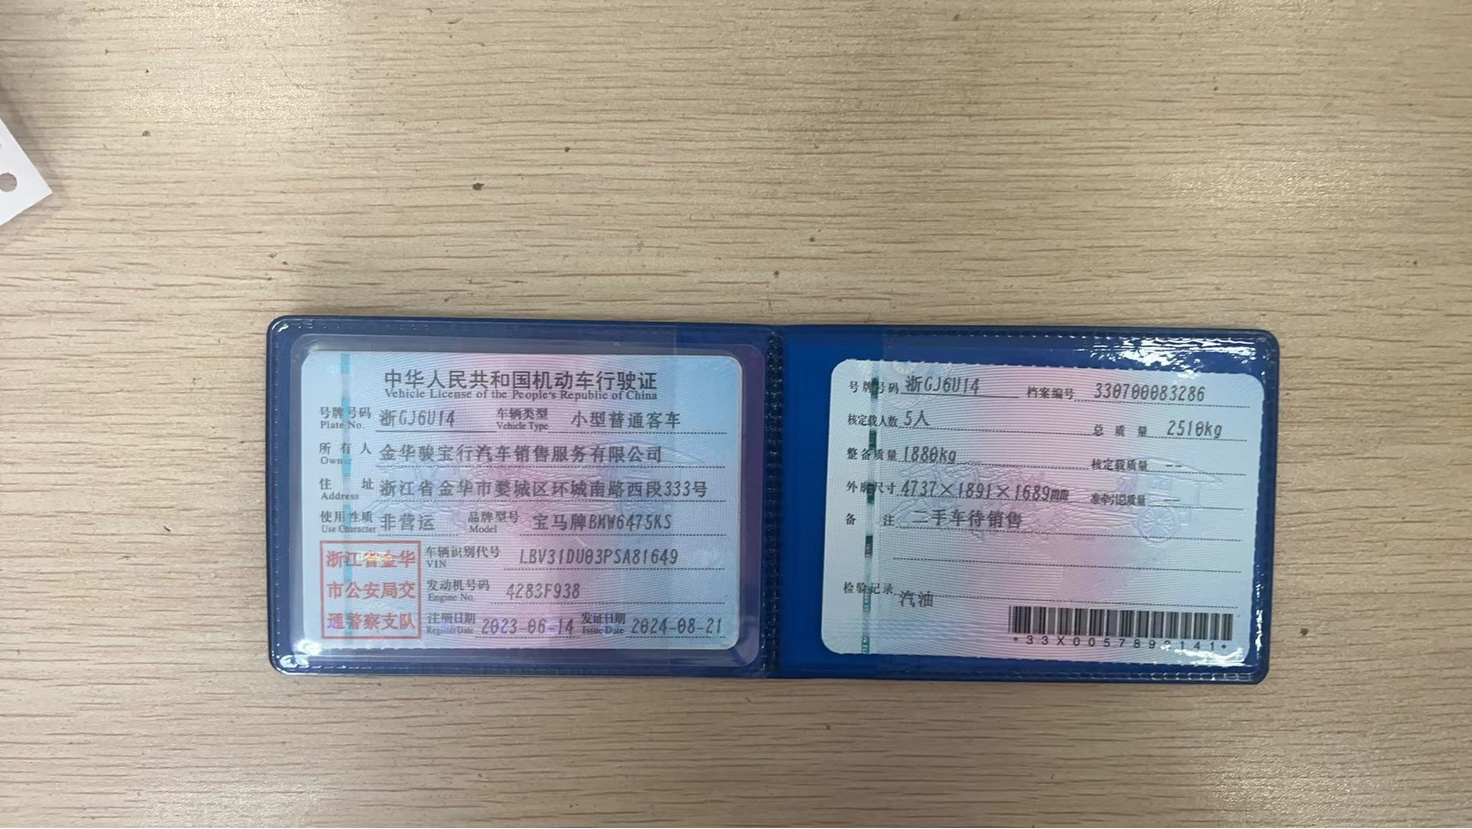 中华人民共和国机动车行驶证
Vehicle License of the People's Republic of China
号牌号码 浙GJ6U14 车辆类型 小型普通客车
Plate No. Vehicle Type
所有人 金华骏宝行汽车销售服务有限公司
Owner
住址 浙江省金华市婺城区环城南路西段333号
Address
使用性质 非营运 品牌型号 宝马牌BMW6475KS
Use Character Model
浙江省金华
市公安局交
通警察支队
车辆识别代号 LBV31DU03PSA81649
VIN
发动机号码 4283F938
Engine No.
注册日期 2023-06-14 发证日期 2024-08-21
Register Date Issue Date
号牌号码 浙GJ6U14 档案编号 330700083286
核定载人数 5人 总质量 2510kg
整备质量 1880kg 核定载质量 --
外廓尺寸 4737×1891×1689mm 准牵引总质量 --
备注 二手车待销售
检验记录 汽油